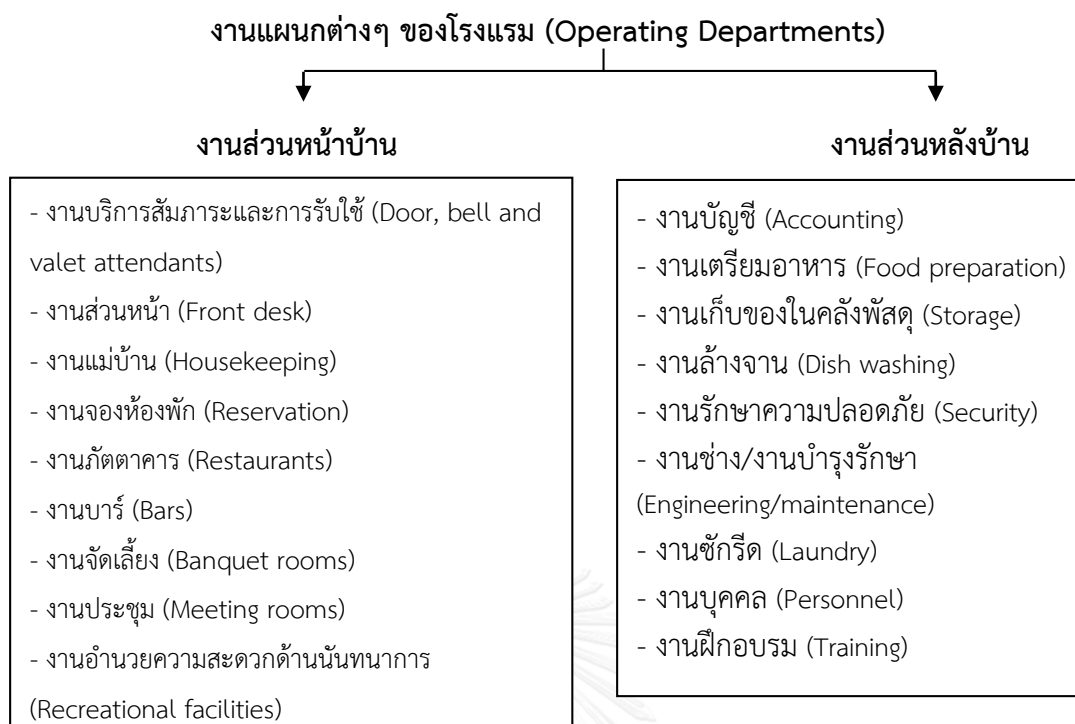 งานแผนกต่างๆ ของโรงแรม (Operating Departments)
งานส่วนหน้าบ้าน
- งานบริการสัมภาระและการรับใช้ (Door, bell and
valet attendants)
- งานส่วนหน้า (Front desk)
- งานแม่บ้าน (Housekeeping)
- งานจองห้องพัก (Reservation)
- งานภัตตาคาร (Restaurants)
- งานบาร์ (Bars)
- งานจัดเลี้ยง (Banquet rooms)
- งานประชุม (Meeting rooms)
- งานอำนวยความสะดวกด้านนันทนาการ
(Recreational facilities)
งานส่วนหลังบ้าน
- งานบัญชี (Accounting)
- งานเตรียมอาหาร (Food preparation)
- งานเก็บของในคลังพัสดุ (Storage)
- งานล้างจาน (Dish washing)
- งานรักษาความปลอดภัย (Security)
- งานช่าง/งานบำรุงรักษา
(Engineering/maintenance)
- งานซักรีด (Laundry)
- งานบุคคล (Personnel)
- งานฝึกอบรม (Training)